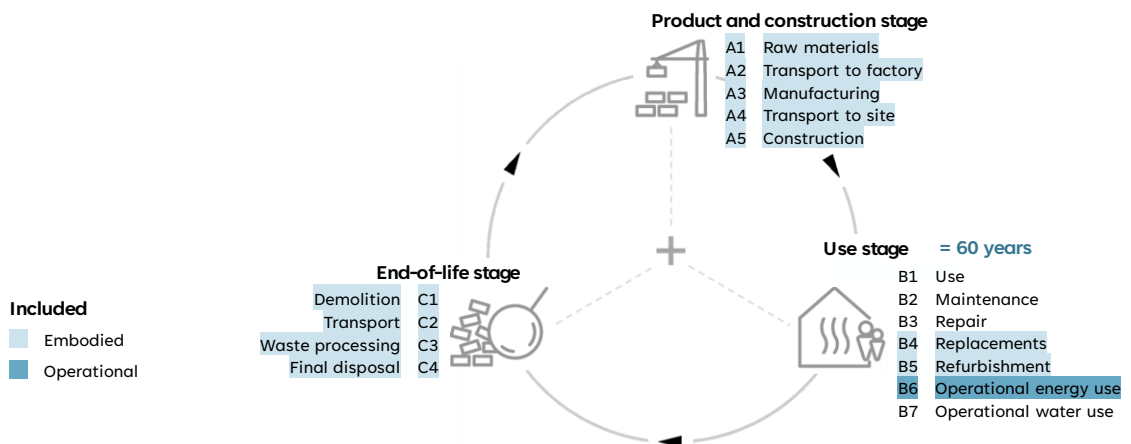 Product and construction stage
A1 Raw materials
A2 Transport to factory
A3 Manufacturing
A4 Transport to site
A5 Construction
Use stage = 60 years
B1 Use
B2 Maintenance
B3 Repair
B4 Replacements
B5 Refurbishment
B6 Operational energy use
B7 Operational water use
End-of-life stage
Demolition C1
Transport C2
Waste processing C3
Final disposal C4
Included
Embodied
Operational